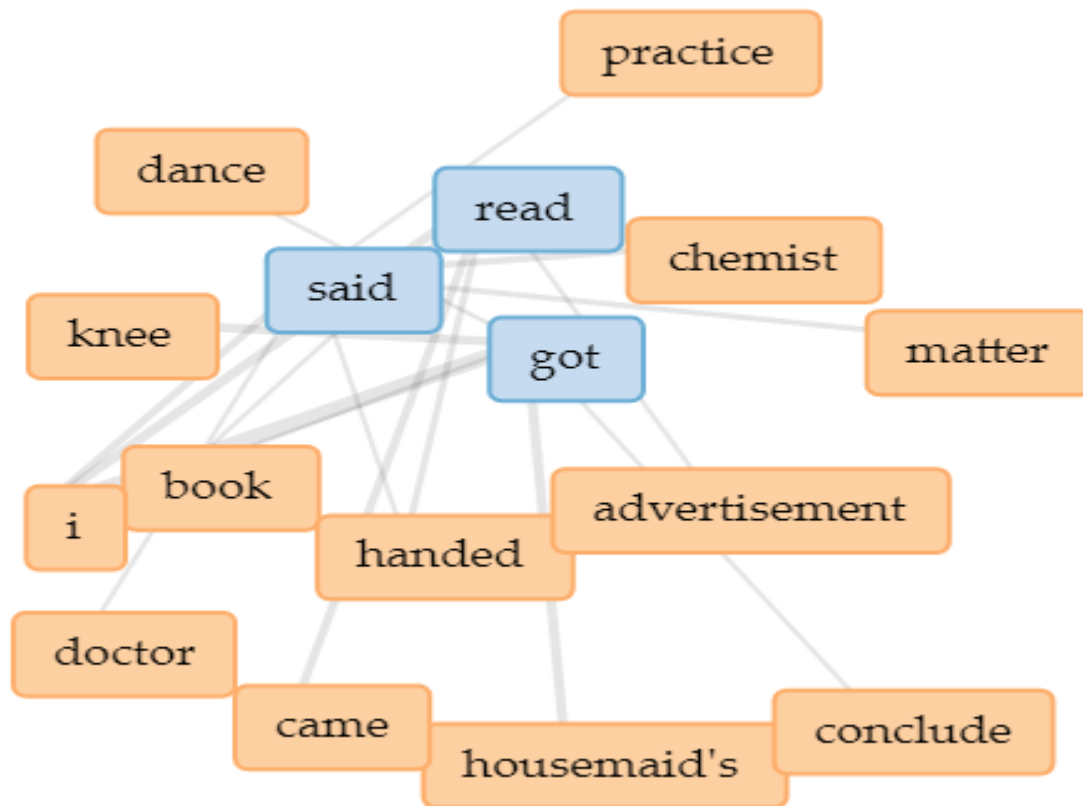 practice
dance
read
chemist
said
knee
matter
got
book
i
advertisement
handed
doctor
came
conclude
housemaid's